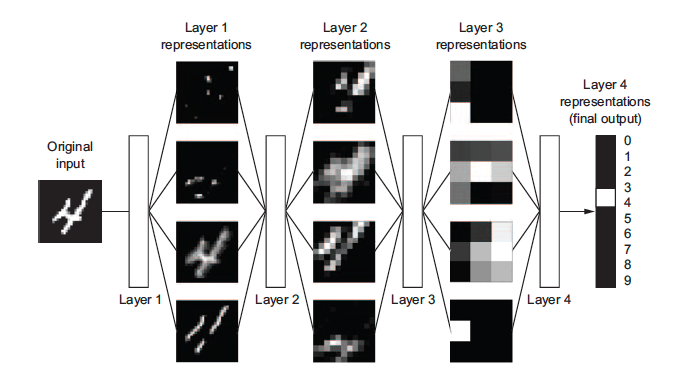 Layer 1
representations
Layer 2
representations
Layer 3
representations
Layer 4
representations
(final output)
Original
input
0
1
2
3
4
5
6
7
8
9
Layer 1
Layer 2
Layer 3
Layer 4